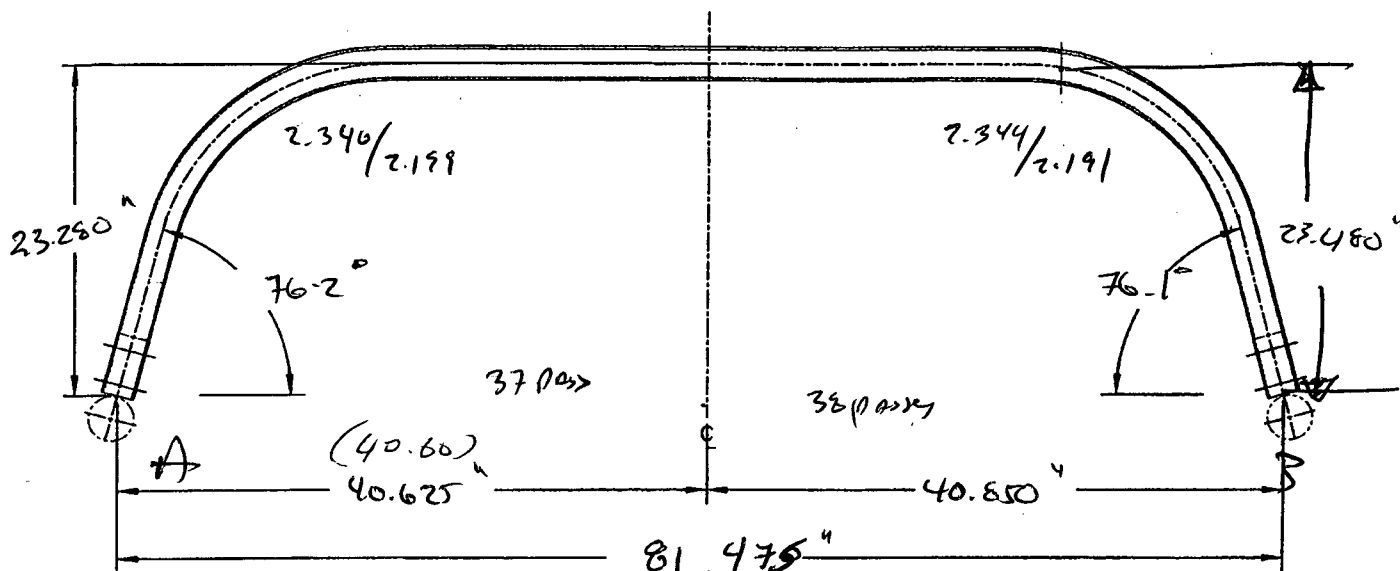 2.340/2.199
2.344/2.191
23.280"
23.480"
76.2°
76.1°
37 pass
38 passes
℄
(40.60)
A
B
40.625"
40.850"
81.475"